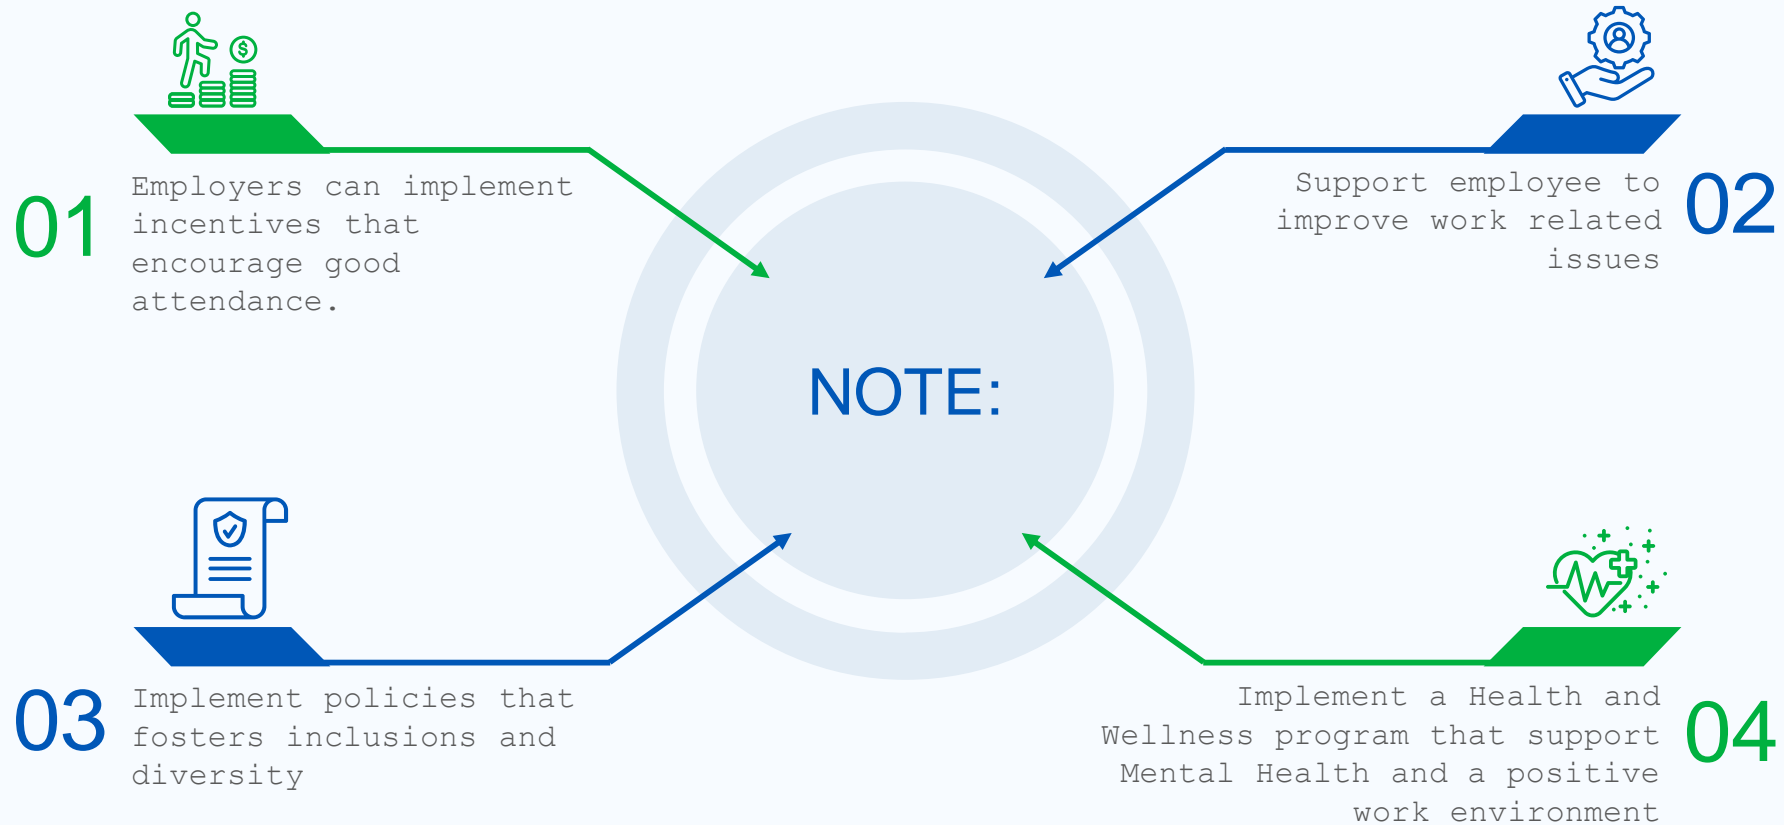 01
Employers can implement
incentives that
encourage good
attendance.
02
Support employee to
improve work related
issues
NOTE:
03
Implement policies that
fosters inclusions and
diversity
04
Implement a Health and
Wellness program that support
Mental Health and a positive
work environment